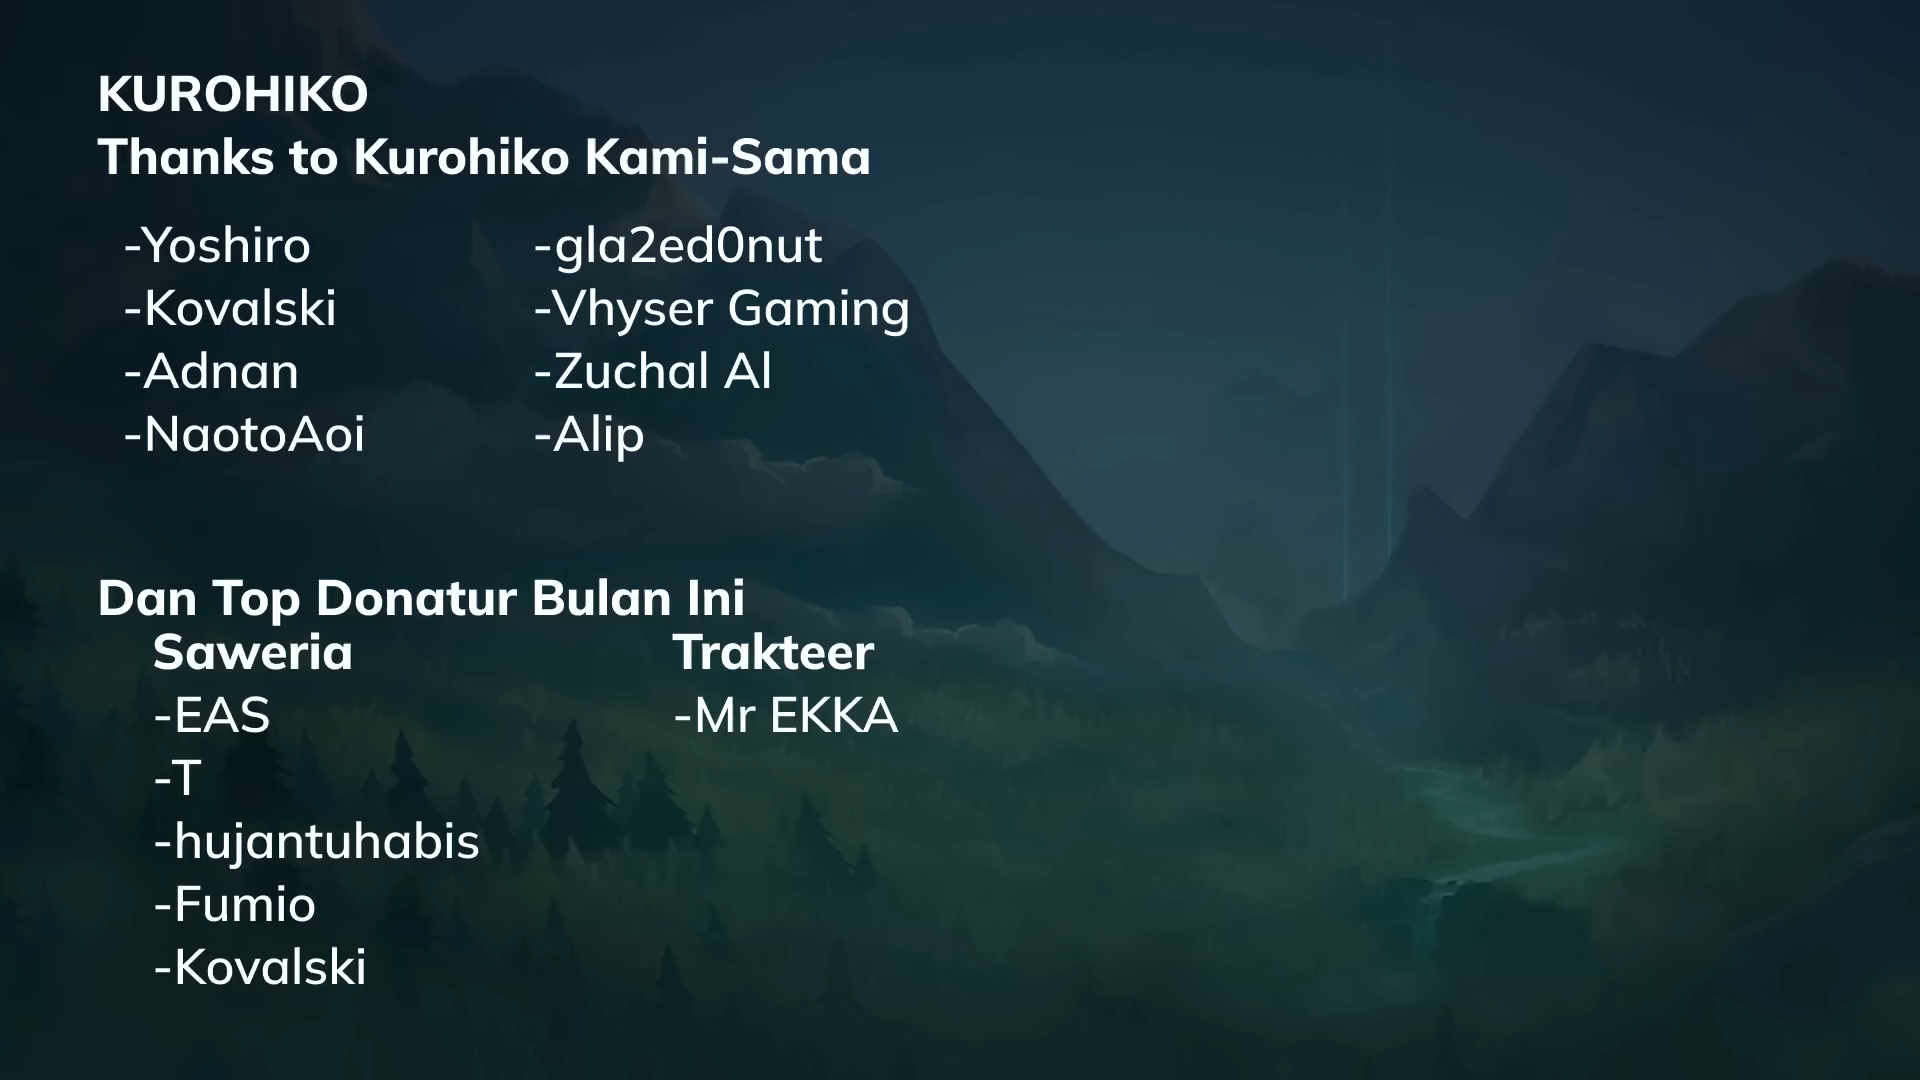 KUROHIKO
Thanks to Kurohiko Kami-Sama
-Yoshiro
-Kovalski
-Adnan
-NaotoAoi
-gla2ed0nut
-Vhyser Gaming
-Zuchal Al
-Alip
Dan Top Donatur Bulan Ini
Saweria
-EAS
-T
-hujantuhabis
-Fumio
-Kovalski
Trakteer
-Mr EKKA